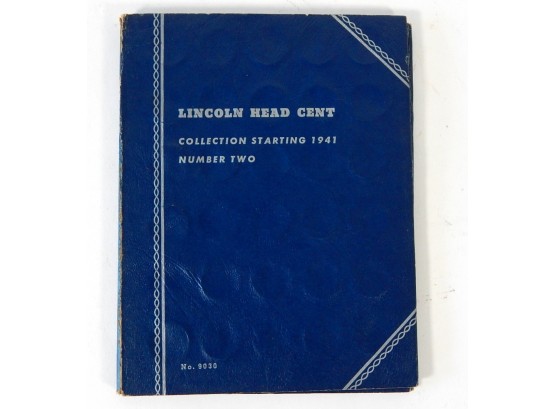 LINCOLN HEAD CENT
COLLECTION STARTING 1941
NUMBER TWO
No. 9030